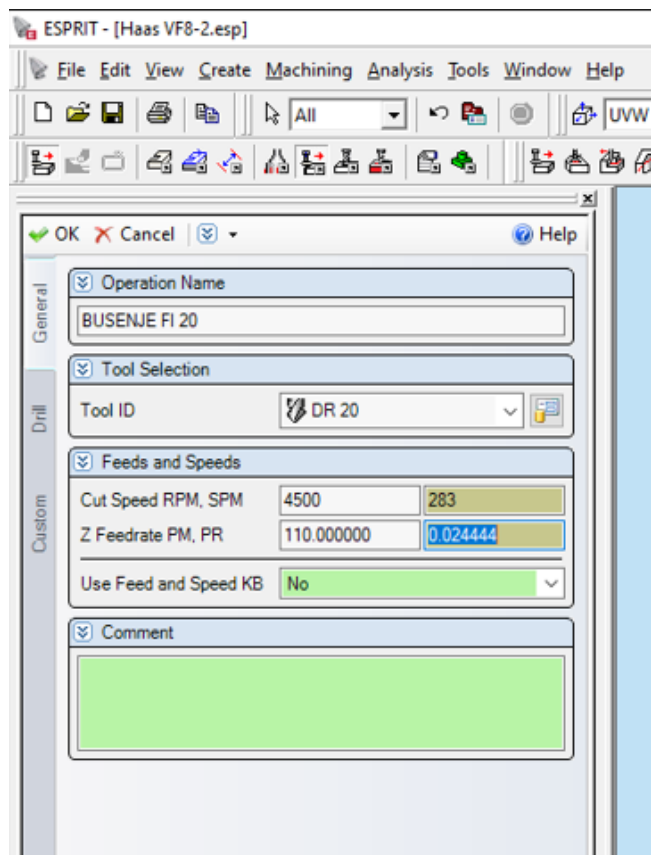 ESPRIT - [Haas VF8-2.esp]
File Edit View Create Machining Analysis Tools Window Help
All UVW
OK Cancel Help
General
Drill
Custom
Operation Name
BUSENJE FI 20
Tool Selection
Tool ID DR 20
Feeds and Speeds
Cut Speed RPM, SPM 4500 283
Z Feedrate PM, PR 110.000000 0.024444
Use Feed and Speed KB No
Comment